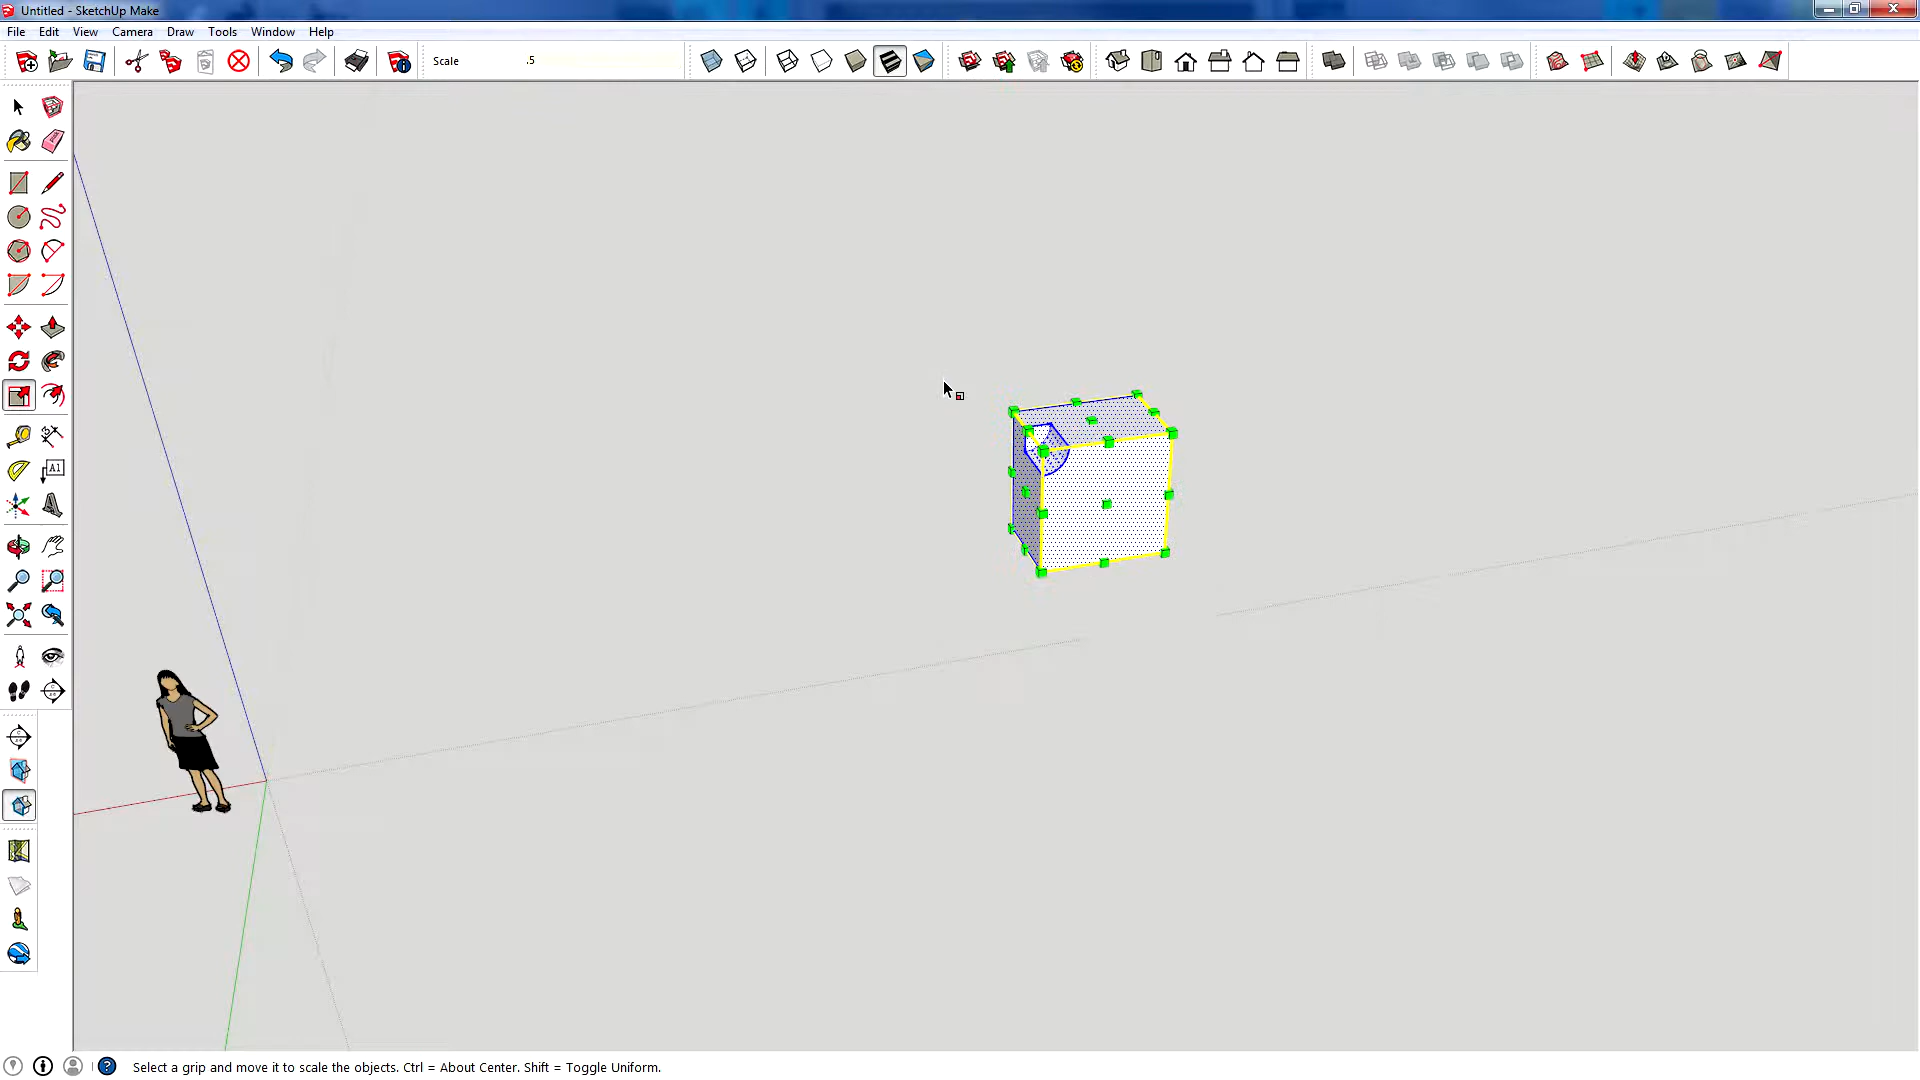 Untitled - SketchUp Make
File Edit View Camera Draw Tools Window Help
Scale .5
A1
Select a grip and move it to scale the objects. Ctrl = About Center. Shift = Toggle Uniform.